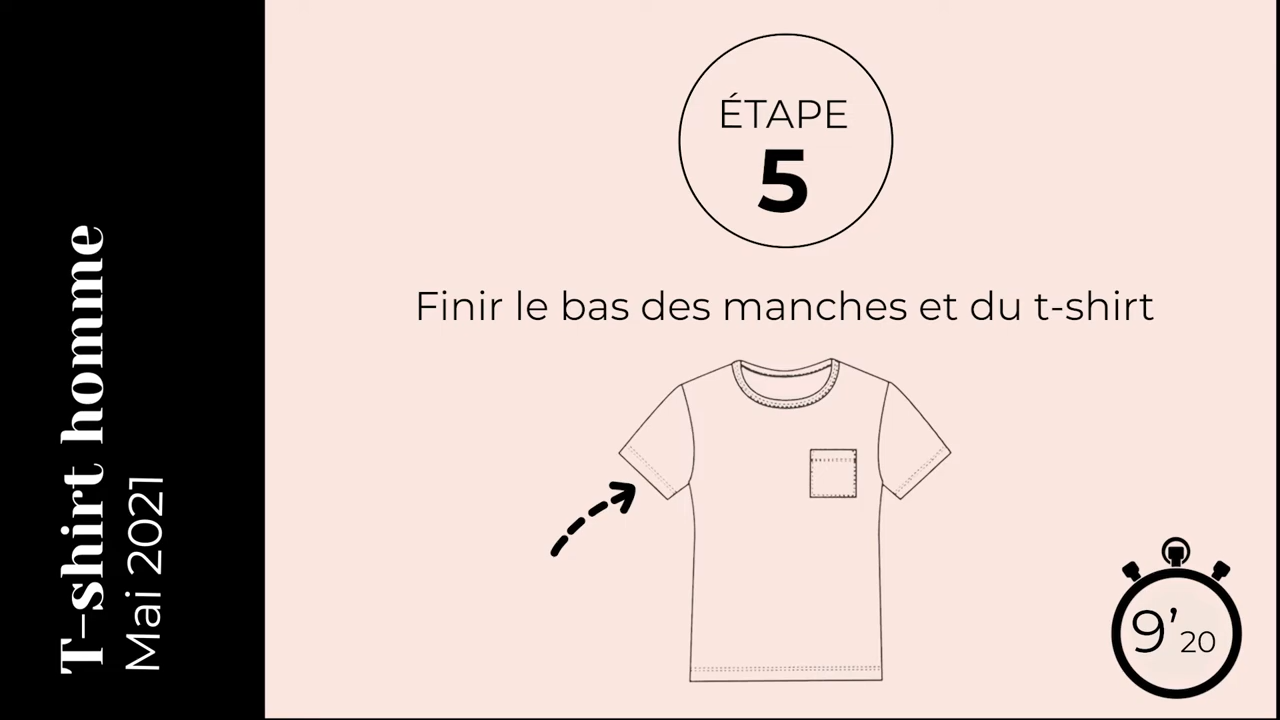 T-shirt homme
Mai 2021
ÉTAPE
5
Finir le bas des manches et du t-shirt
9’20